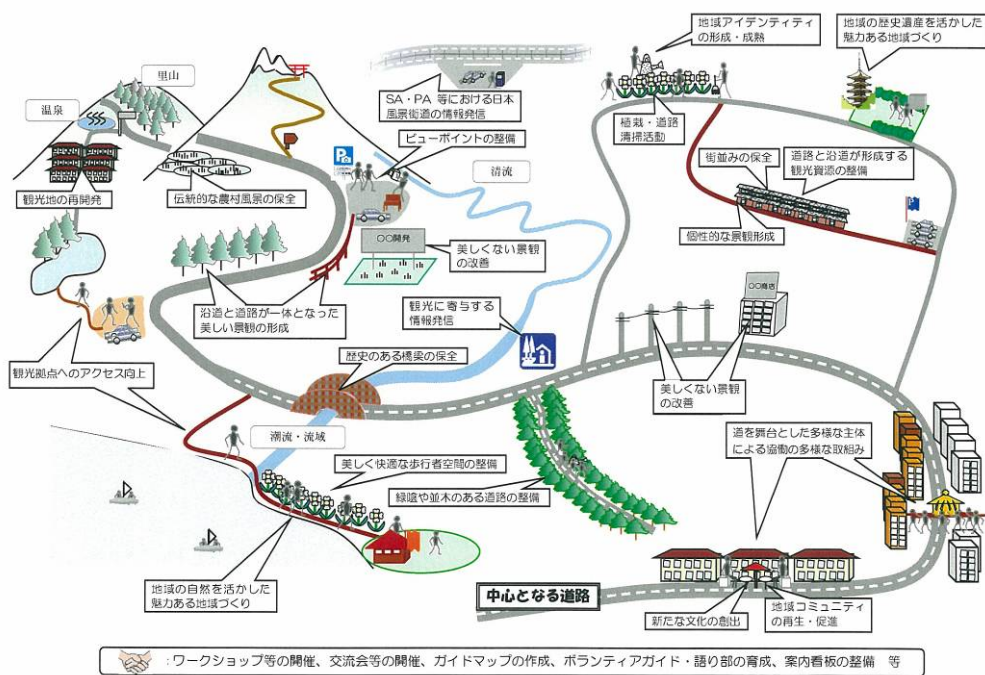 地域アイデンティティ
の形成・成熟
地域の歴史遺産を活かした
魅力ある地域づくり
里山
温泉
SA・PA 等における日本
風景街道の情報発信
植栽・道路
清掃活動
ビューポイントの整備
P
清流
街並みの保全
道路と沿道が形成する
観光資源の整備
観光地の再開発
伝統的な農村風景の保全
個性的な景観形成
〇〇開発
美しくない景観
の改善
〇〇商店
沿道と道路が一体となった
美しい景観の形成
観光に寄与する
情報発信
歴史のある橋梁の保全
観光拠点へのアクセス向上
美しくない景観
の改善
潮流・流域
道を舞台とした多様な主体
による協働の多様な取組み
美しく快適な歩行者空間の整備
緑陰や並木のある道路の整備
地域の自然を活かした
魅力ある地域づくり
中心となる道路
新たな文化の創出
地域コミュニティ
の再生・促進
:ワークショップ等の開催、交流会等の開催、ガイドマップの作成、ボランティアガイド・語り部の育成、案内看板の整備 等